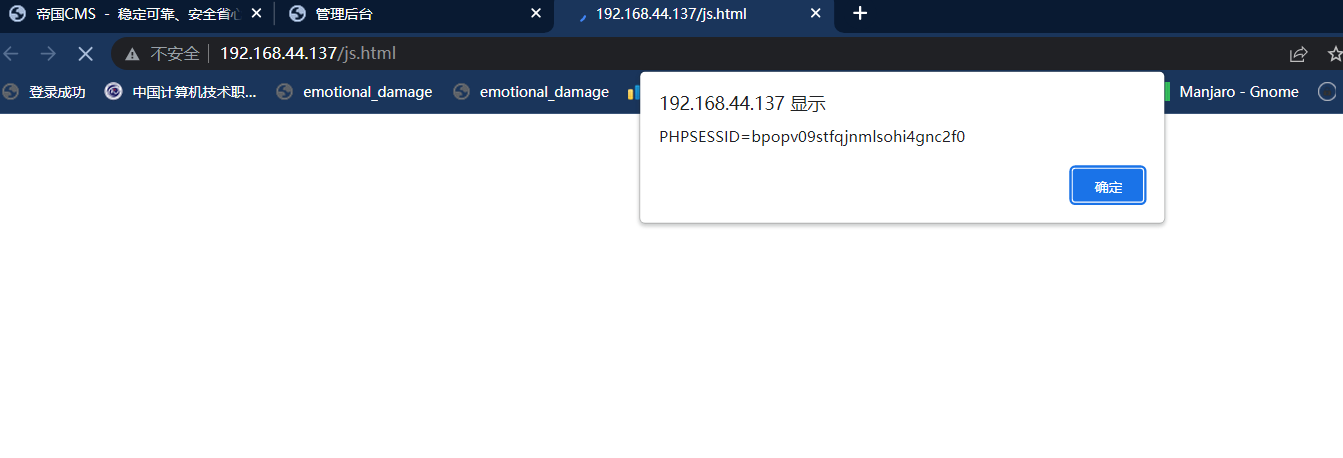 帝国CMS - 稳定可靠、安全省心
管理后台
192.168.44.137/js.html
不安全
192.168.44.137/js.html
登录成功
中国计算机技术职...
emotional_damage
emotional_damage
Manjaro - Gnome
192.168.44.137 显示
PHPSESSID=bpopv09stfqjnmlsohi4gnc2f0
确定